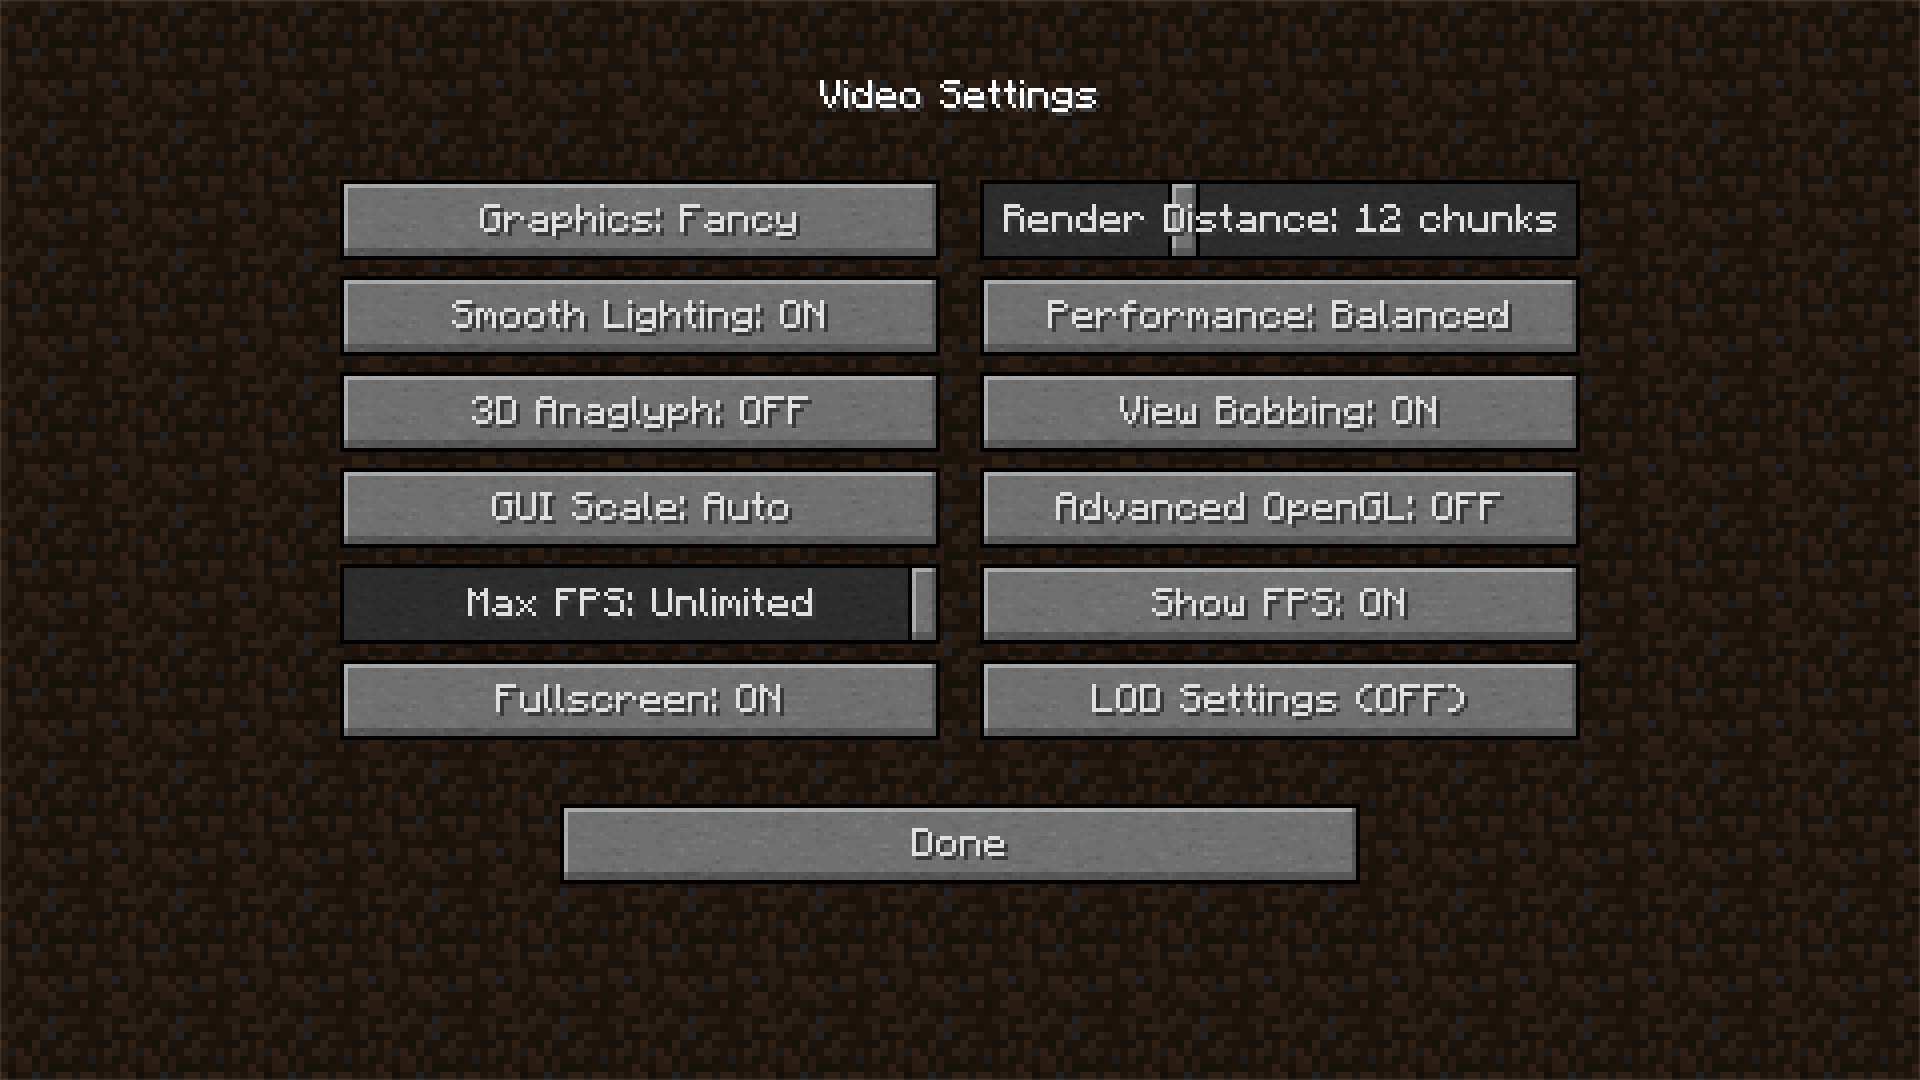 Video Settings
Graphics: Fancy
Render Distance: 12 chunks
Smooth Lighting: ON
Performance: Balanced
3D Anaglyph: OFF
View Bobbing: ON
GUI Scale: Auto
Advanced OpenGL: OFF
Max FPS: Unlimited
Show FPS: ON
Fullscreen: ON
LOD Settings (OFF)
Done